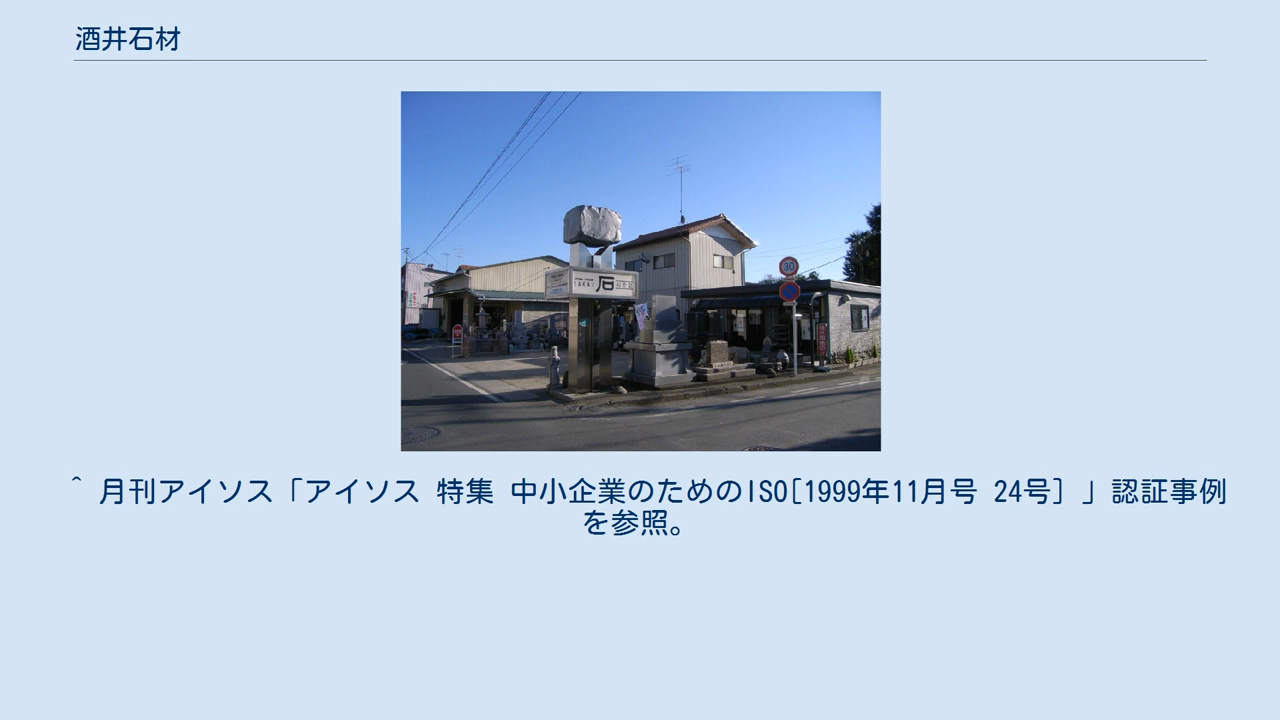 酒井石材
石
30
^ 月刊アイソス「アイソス 特集 中小企業のためのISO[1999年11月号 24号] 」認証事例
を参照。